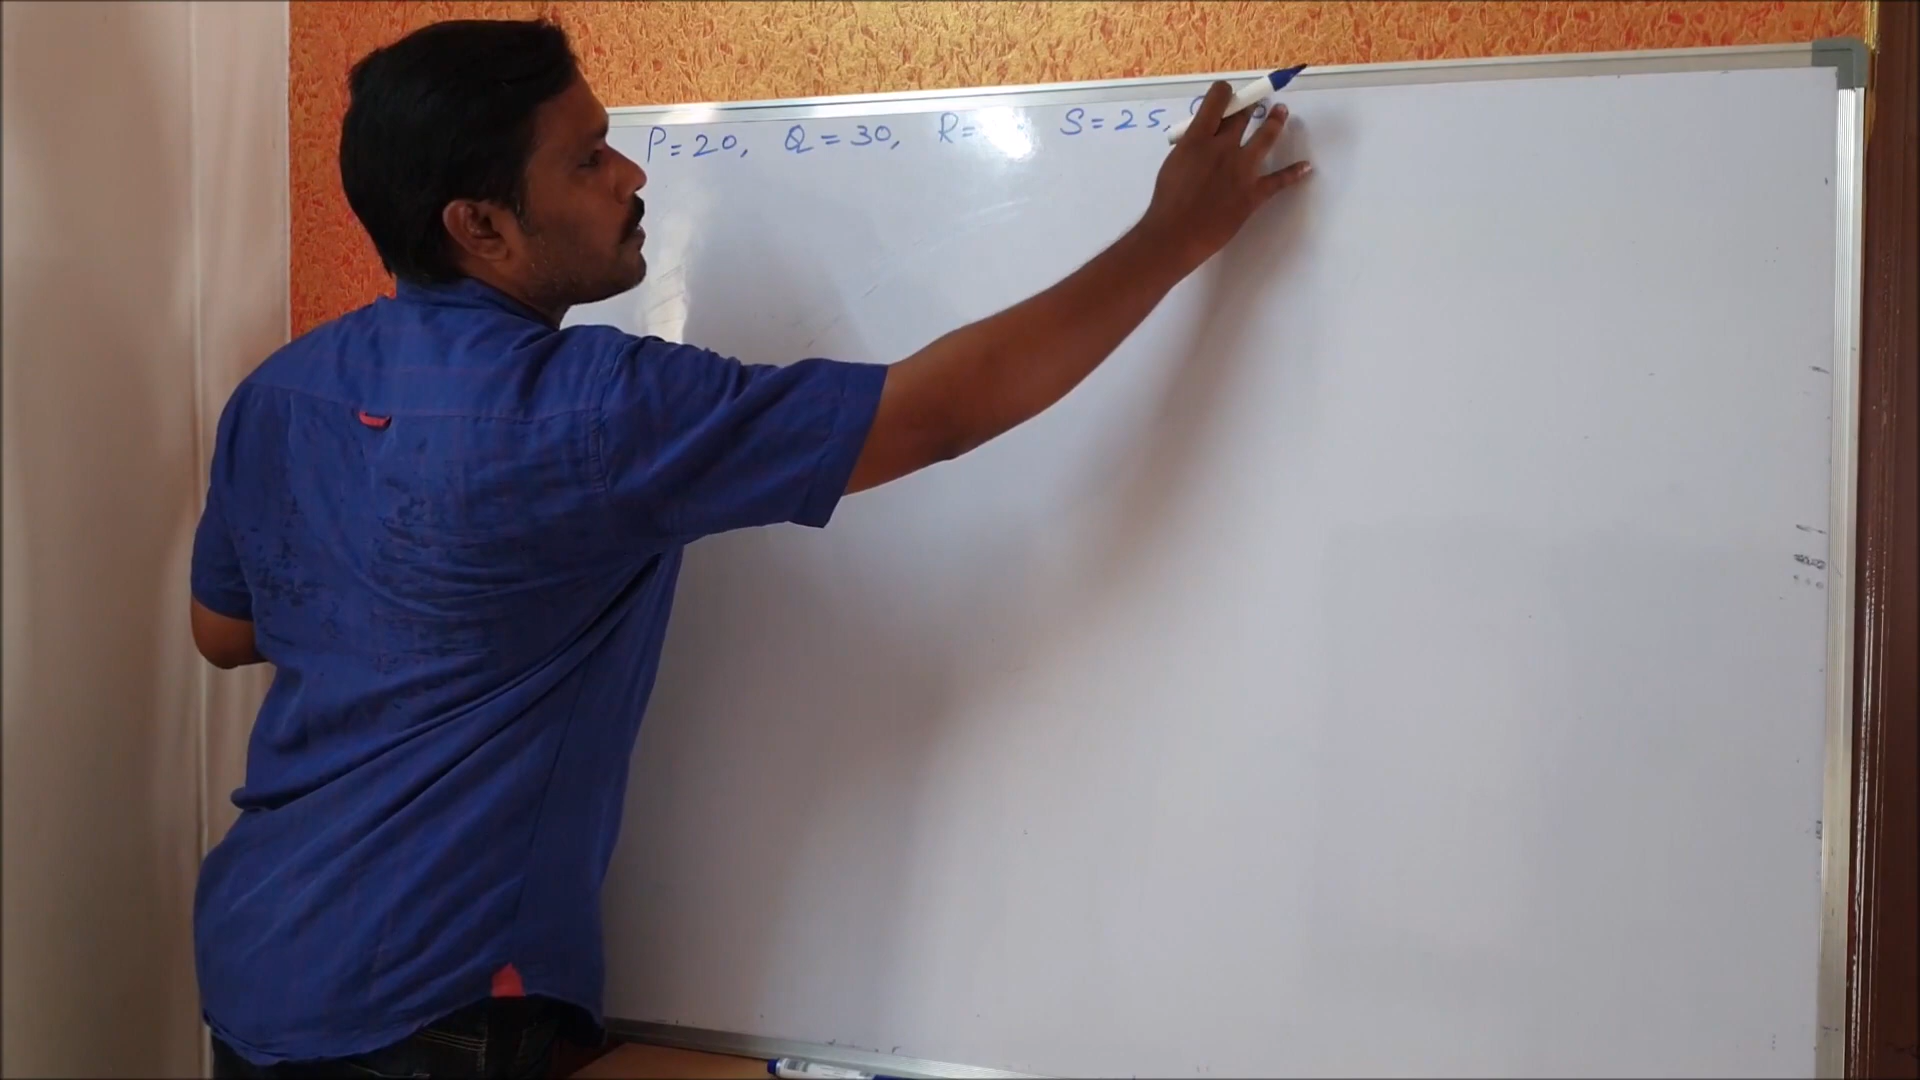 P=20, Q=30, R= S=25,